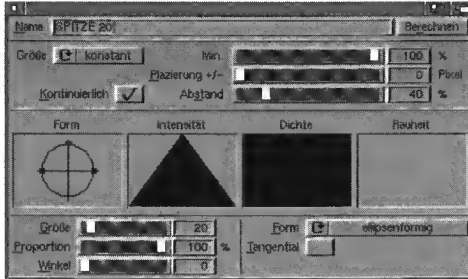 Name SPITZE 20 Berechnen
Größe konstant Min. 100 %
Plazierung +/- 0 Pixel
Kontinuierlich Abstand 40 %
Form Intensität Dichte Rauheit
Größe 20 Form ellipsenförmig
Proportion 100 % Tangential
Winkel 0